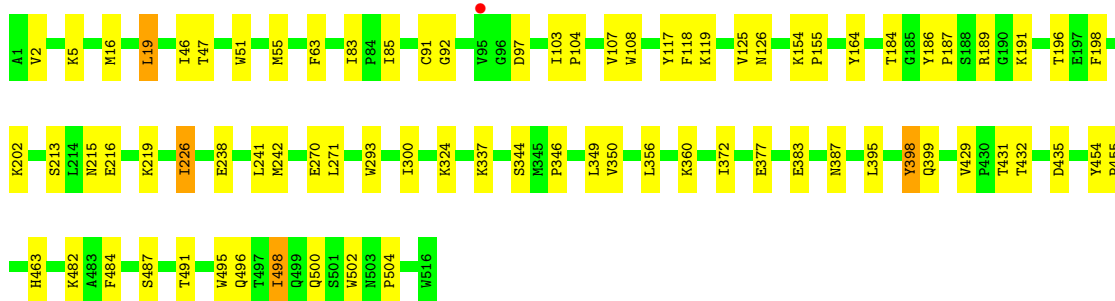 A1 V2 K5 M16 L19 I46 T47 W51 M55 F63 I83 P84 I85 C91 G92 V95 G96 D97 I103 P104 V107 W108 Y117 F118 K119 V125 N126 K154 P155 Y164 T184 G185 Y186 P187 S188 R189 G190 K191 T196 E197 F198
K202 S213 L214 N215 E216 K219 I226 E238 L241 M242 E270 L271 W293 I300 K324 K337 S344 M345 P346 L349 V350 L356 K360 I372 E377 E383 N387 L395 Y398 Q399 V429 P430 T431 T432 D435 Y454
H463 K482 A483 F484 S487 T491 W495 Q496 T497 I498 Q499 Q500 S501 W502 N503 P504 W516